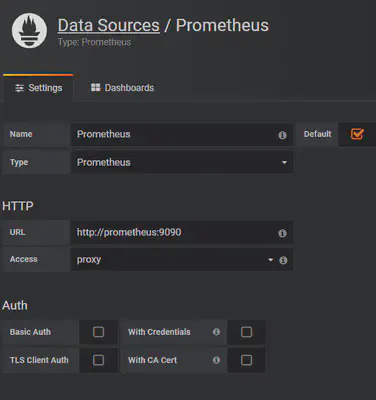 Data Sources / Prometheus
Type: Prometheus
Settings Dashboards
Name Prometheus Default
Type Prometheus
HTTP
URL http://prometheus:9090
Access proxy
Auth
Basic Auth With Credentials
TLS Client Auth With CA Cert